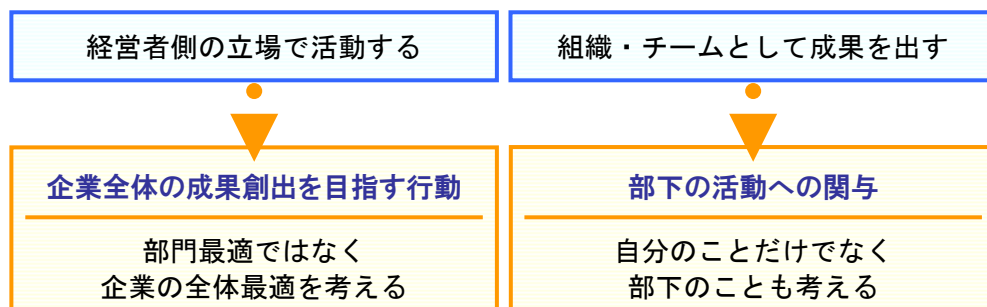 経営者側の立場で活動する
組織・チームとして成果を出す
企業全体の成果創出を目指す行動
部下の活動への関与
部門最適ではなく
企業の全体最適を考える
自分のことだけでなく
部下のことも考える